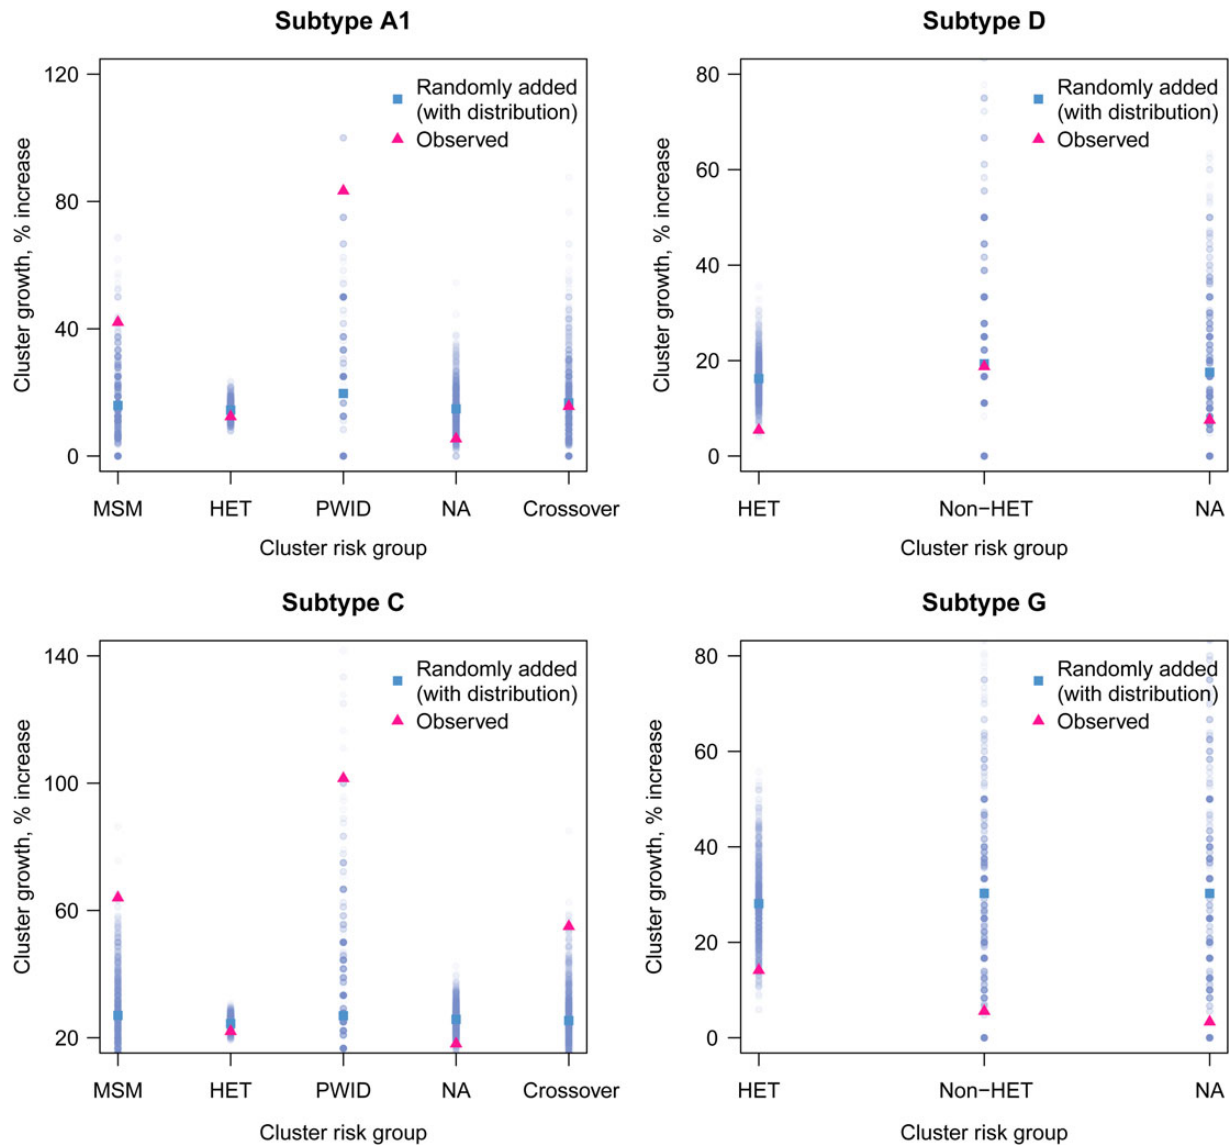 Subtype A1
Cluster growth, % increase
120
80
40
0
Randomly added
(with distribution)
Observed
MSM HET PWID NA Crossover
Cluster risk group
Subtype D
Cluster growth, % increase
80
60
40
20
0
Randomly added
(with distribution)
Observed
HET Non−HET NA
Cluster risk group
Subtype C
Cluster growth, % increase
140
100
60
20
Randomly added
(with distribution)
Observed
MSM HET PWID NA Crossover
Cluster risk group
Subtype G
Cluster growth, % increase
80
60
40
20
0
Randomly added
(with distribution)
Observed
HET Non−HET NA
Cluster risk group